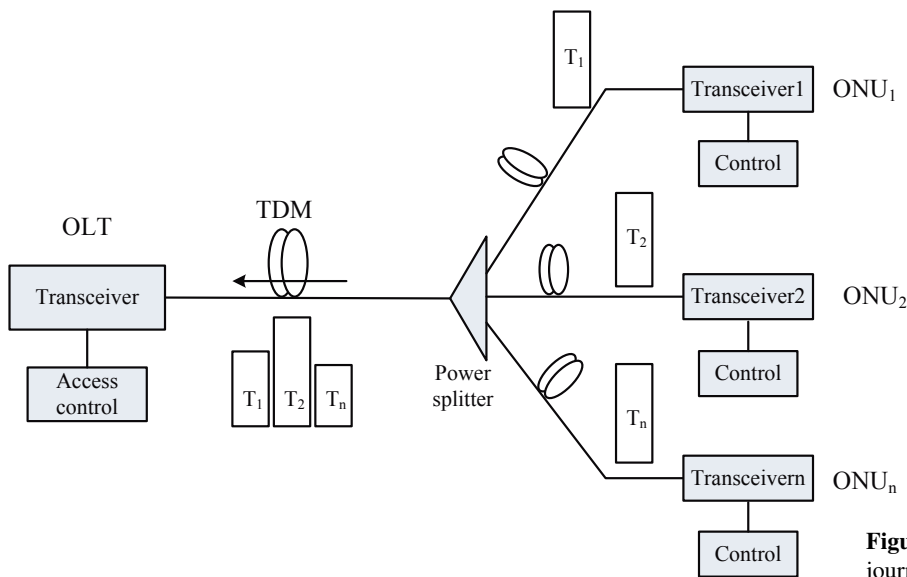 T1
Transceiver1
ONU1
Control
TDM
OLT
T2
Transceiver
Transceiver2
ONU2
Access
control
T1
T2
Tn
Power
splitter
Control
Tn
Transceivern
ONUn
Control